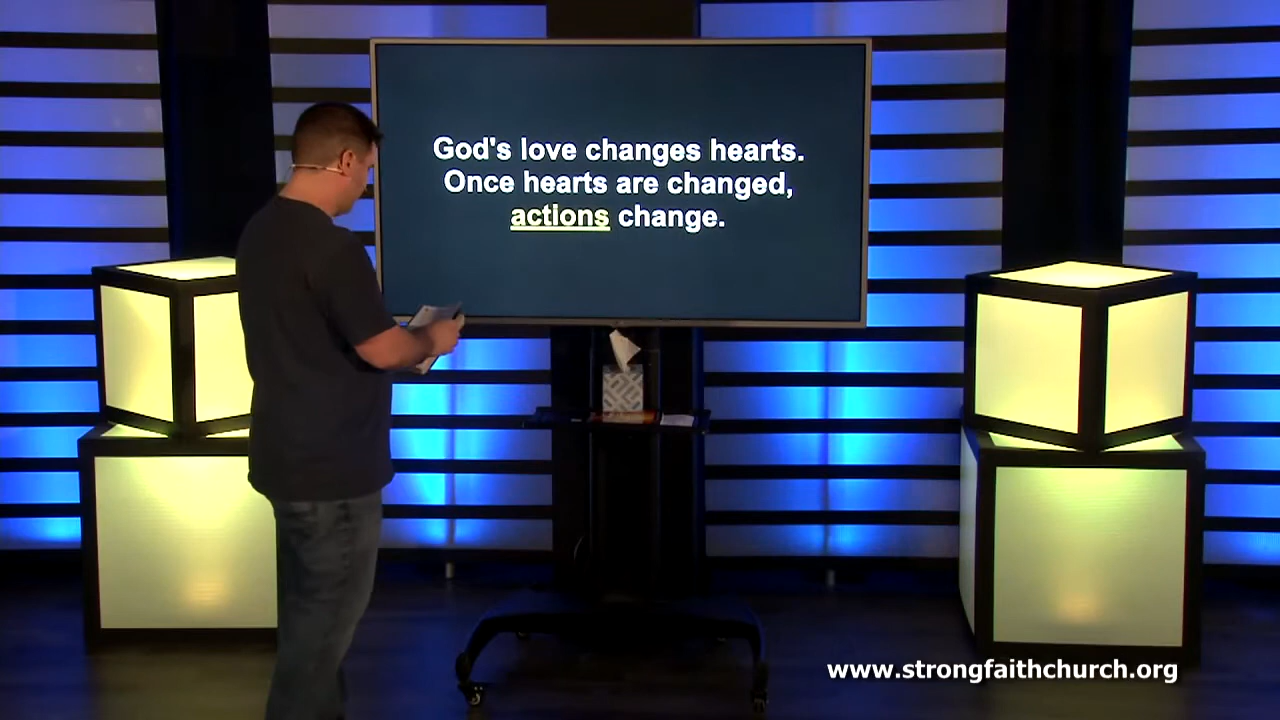 God's love changes hearts.
Once hearts are changed,
actions change.
www.strongfaithchurch.org